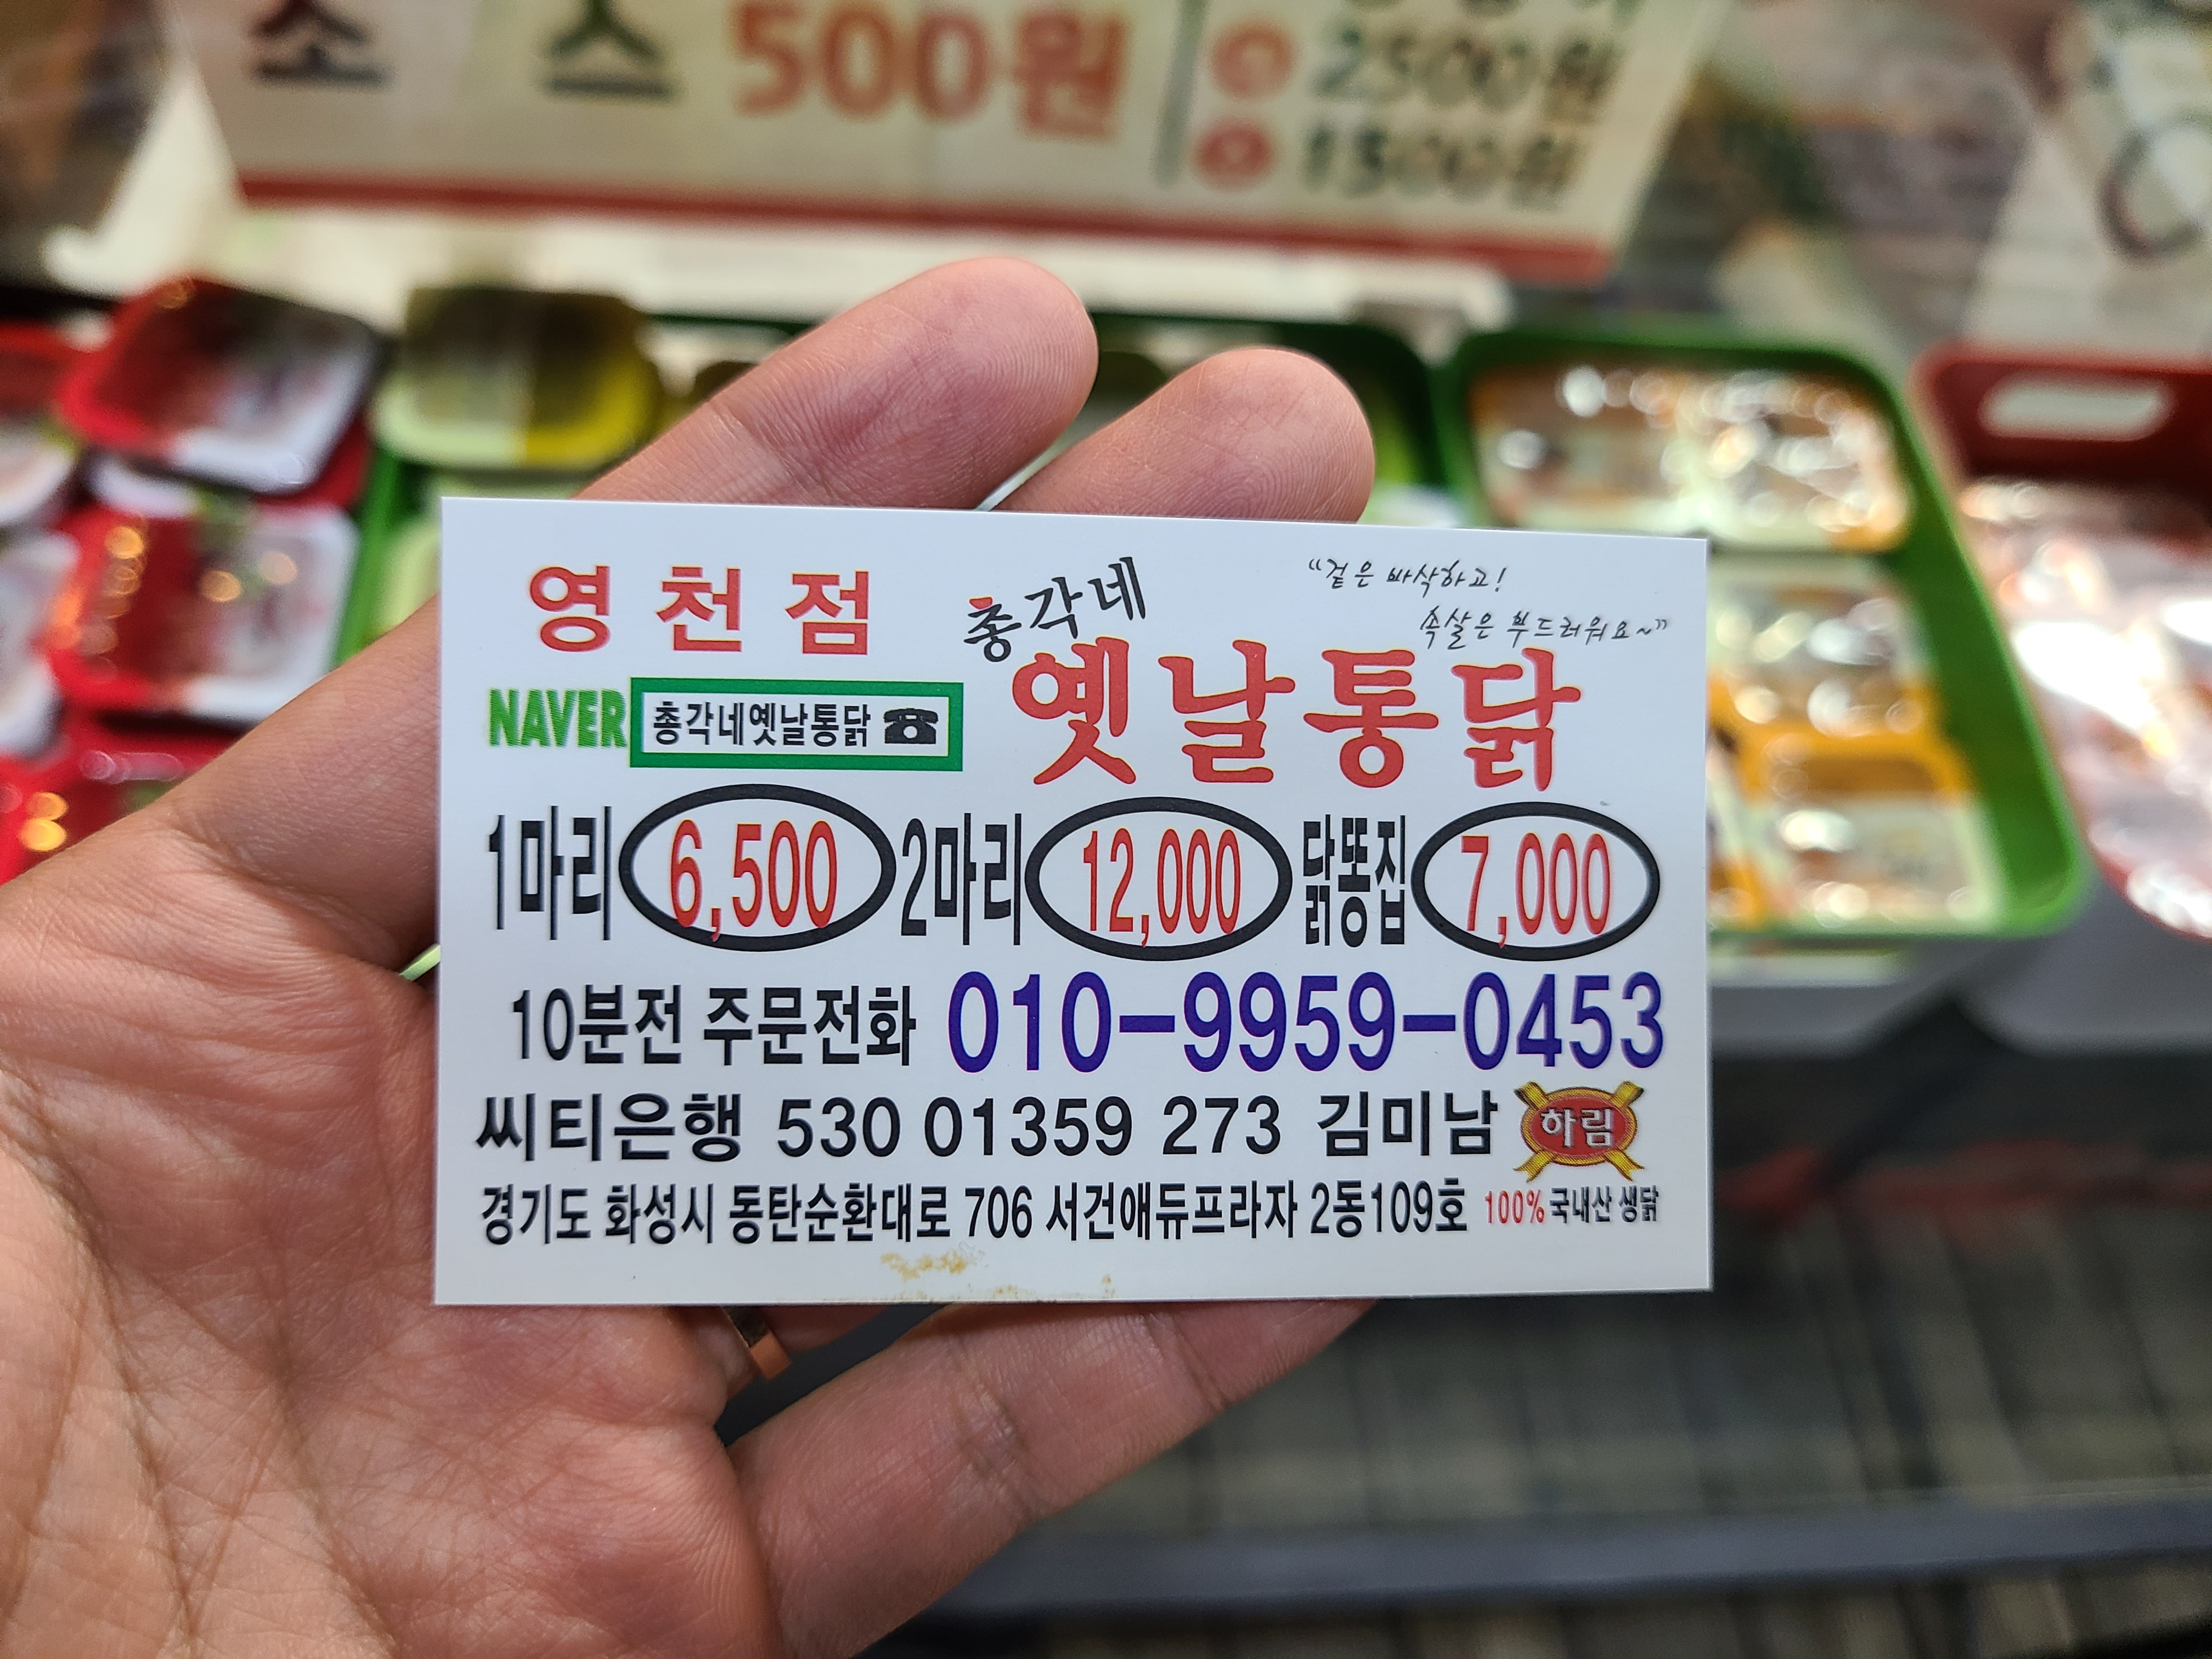 소 스 500원
2500원
1500원
영천점
총각네
"겉은 바삭하고!
속살은 부드러워요~"
옛날통닭
NAVER 총각네옛날통닭 ☎
1마리 6,500 2마리 12,000 닭똥집 7,000
10분전 주문전화 010-9959-0453
씨티은행 530 01359 273 김미남 하림
경기도 화성시 동탄순환대로 706 서건애듀프라자 2동109호 100% 국내산 생닭